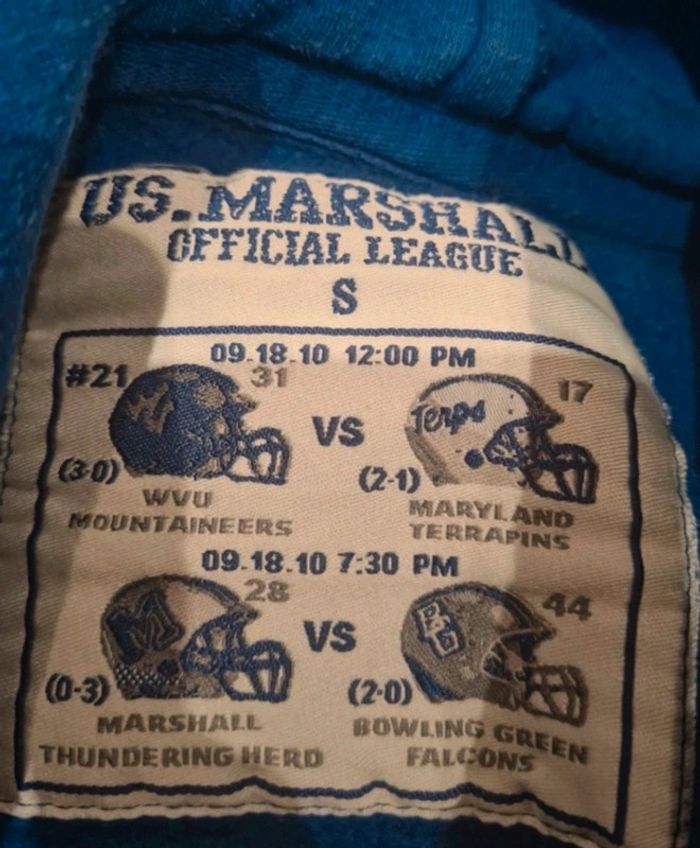 US. MARSHALL
OFFICIAL LEAGUE
S
09.18.10 12:00 PM
#21 31 VS 17
Terps
(3-0) (2-1)
WVU MARYLAND
MOUNTAINEERS TERRAPINS
09.18.10 7:30 PM
28 VS 44
M BG
(0-3) (2-0)
MARSHALL BOWLING GREEN
THUNDERING HERD FALCONS